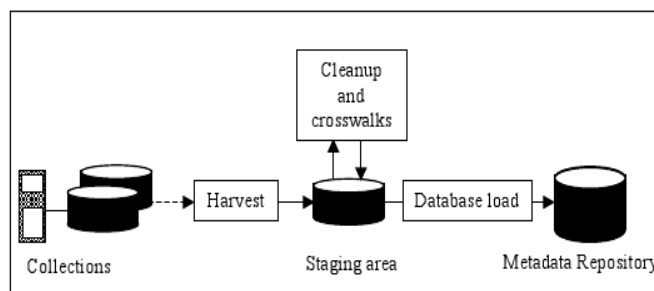 Cleanup
and
crosswalks
Harvest
Database load
Collections
Staging area
Metadata Repository